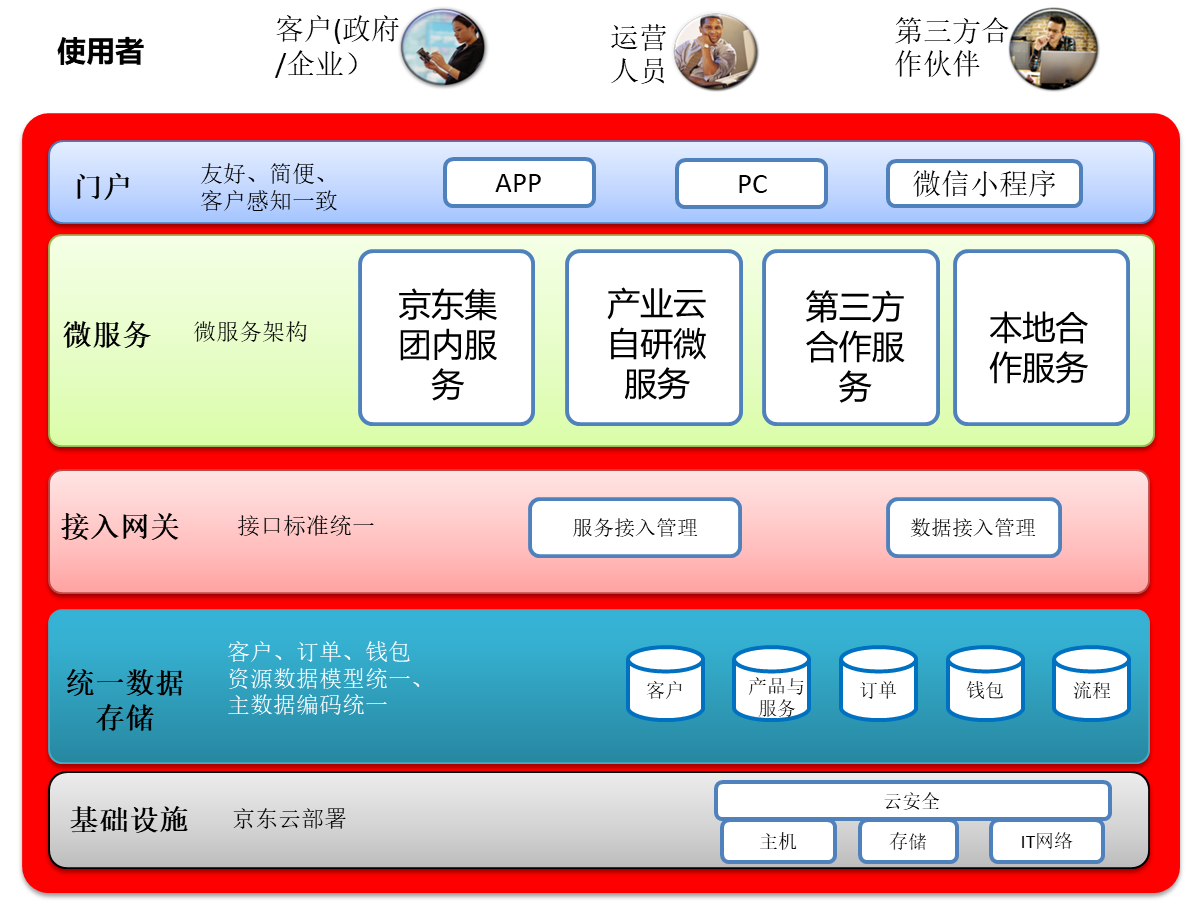 使用者
客户(政府
/企业）
运营
人员
第三方合
作伙伴
门户
友好、简便、
客户感知一致
APP
PC
微信小程序
微服务
微服务架构
京东集
团内服
务
产业云
自研微
服务
第三方
合作服
务
本地合
作服务
接入网关
接口标准统一
服务接入管理
数据接入管理
统一数据
存储
客户、订单、钱包
资源数据模型统一、
主数据编码统一
客户
产品与
服务
订单
钱包
流程
基础设施
京东云部署
云安全
主机
存储
IT网络